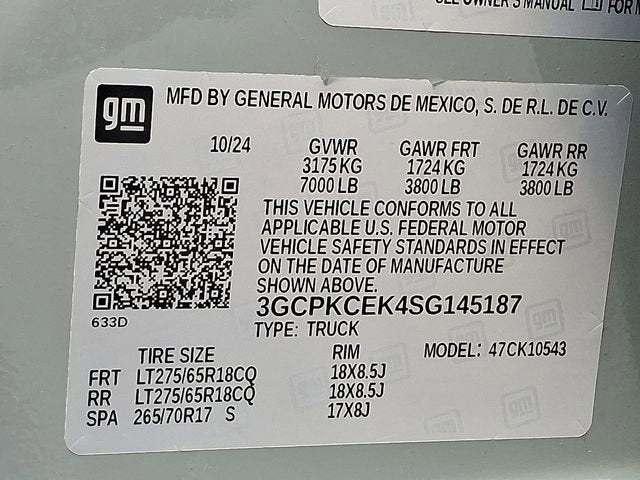 SEE OWNER'S MANUAL FOR
gm
MFD BY GENERAL MOTORS DE MEXICO, S. DE R.L. DE C.V.
10/24 GVWR GAWR FRT GAWR RR
3175 KG 1724 KG 1724 KG
7000 LB 3800 LB 3800 LB
THIS VEHICLE CONFORMS TO ALL
APPLICABLE U.S. FEDERAL MOTOR
VEHICLE SAFETY STANDARDS IN EFFECT
ON THE DATE OF MANUFACTURE
SHOWN ABOVE.
3GCPKCEK4SG145187
633D
TYPE: TRUCK
TIRE SIZE RIM MODEL: 47CK10543
FRT LT275/65R18CQ 18X8.5J
RR LT275/65R18CQ 18X8.5J
SPA 265/70R17 S 17X8J